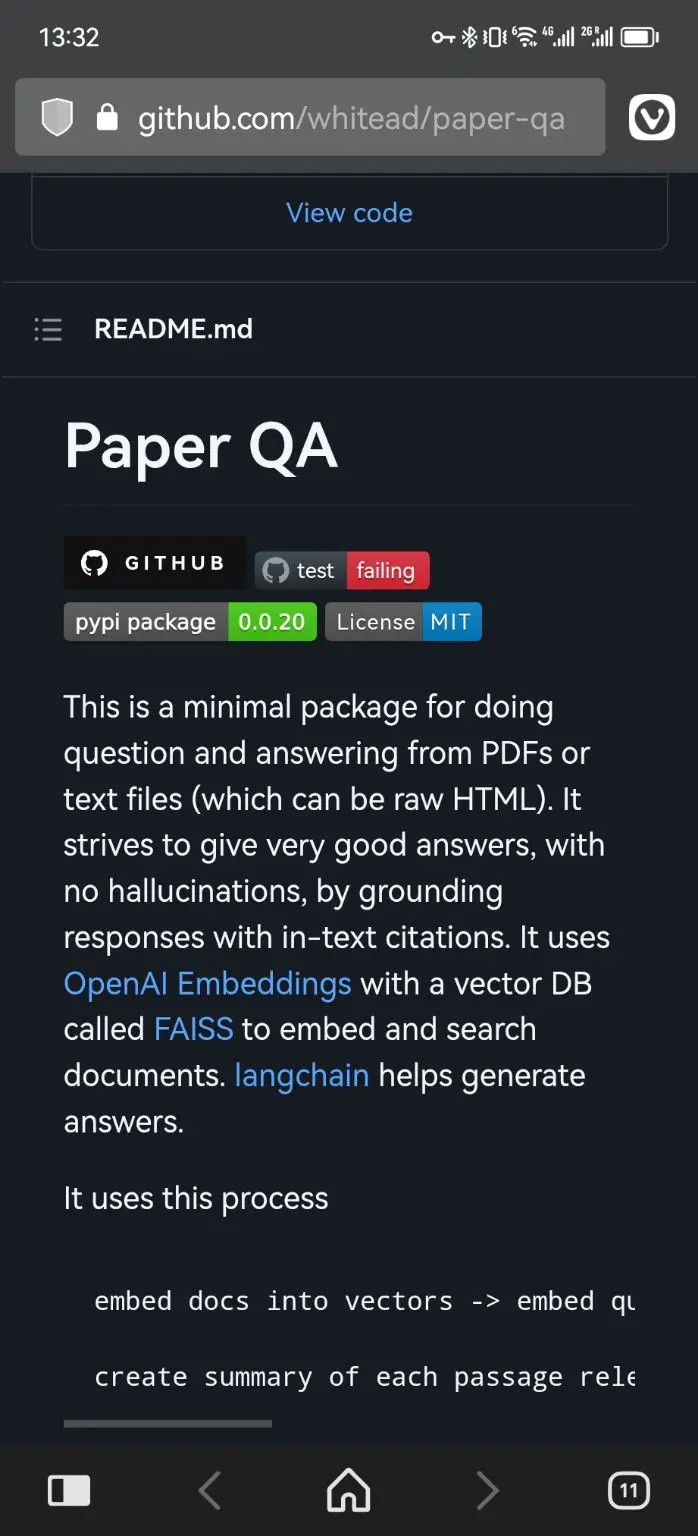 13:32
6 4G 2G R
github.com/whitead/paper-qa
View code
README.md
Paper QA
GITHUB
test failing
pypi package 0.0.20
License MIT
This is a minimal package for doing
question and answering from PDFs or
text files (which can be raw HTML). It
strives to give very good answers, with
no hallucinations, by grounding
responses with in-text citations. It uses
OpenAI Embeddings with a vector DB
called FAISS to embed and search
documents. langchain helps generate
answers.
It uses this process
embed docs into vectors -> embed
create summary of each passage
11